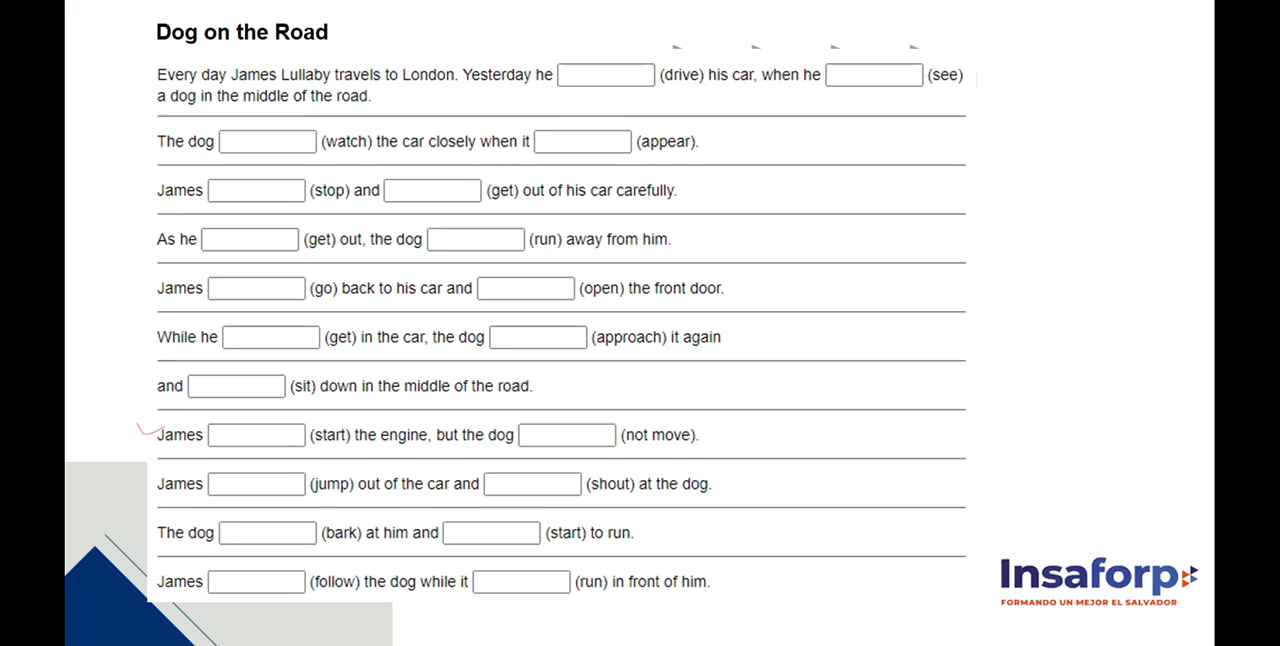 Dog on the Road
Every day James Lullaby travels to London. Yesterday he (drive) his car, when he (see)
a dog in the middle of the road.
The dog (watch) the car closely when it (appear).
James (stop) and (get) out of his car carefully.
As he (get) out, the dog (run) away from him.
James (go) back to his car and (open) the front door.
While he (get) in the car, the dog (approach) it again
and (sit) down in the middle of the road.
James (start) the engine, but the dog (not move).
James (jump) out of the car and (shout) at the dog.
The dog (bark) at him and (start) to run.
James (follow) the dog while it (run) in front of him.
Insaforp
FORMANDO UN MEJOR EL SALVADOR